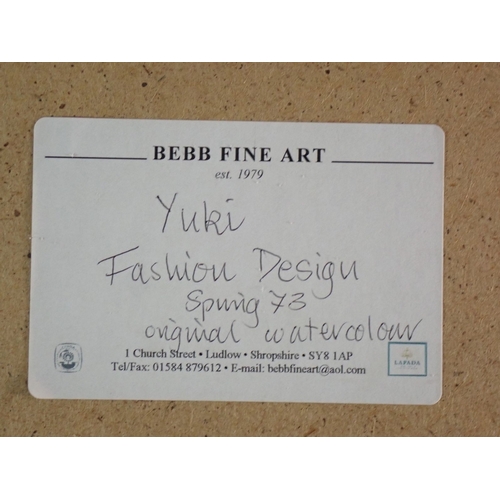 BEBB FINE ART
est. 1979
Yuki
Fashion Design
Spring 73
original watercolour
1 Church Street • Ludlow • Shropshire • SY8 1AP
Tel/Fax: 01584 879612 • E-mail: bebbfineart@aol.com
LAPADA